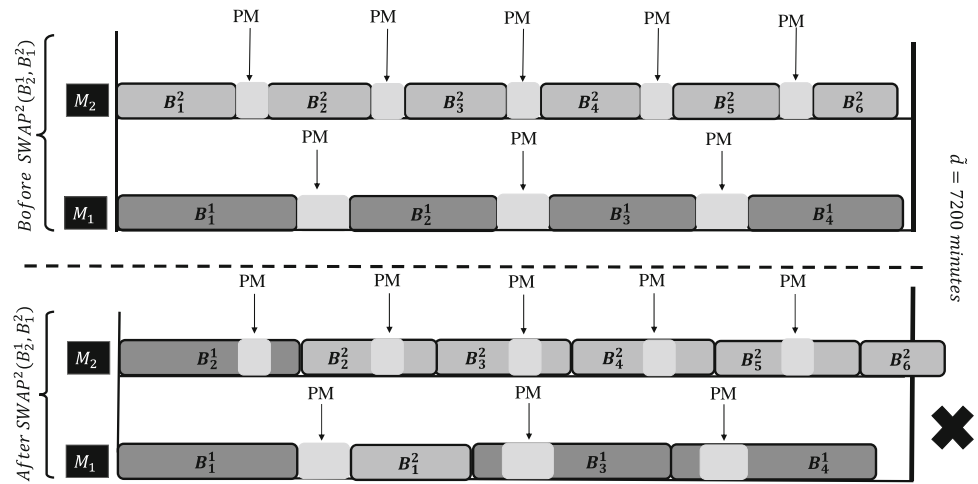 PM PM PM PM PM
Bofore SWAP²(B₂¹, B₁²)
M₂ B₁² B₂² B₃² B₄² B₅² B₆²
PM PM PM
M₁ B₁¹ B₂¹ B₃¹ B₄¹
d̃ = 7200 minutes
PM PM PM PM PM
After SWAP²(B₂¹, B₁²)
M₂ B₂¹ B₂² B₃² B₄² B₅² B₆²
PM PM PM
M₁ B₁¹ B₁² B₃¹ B₄¹